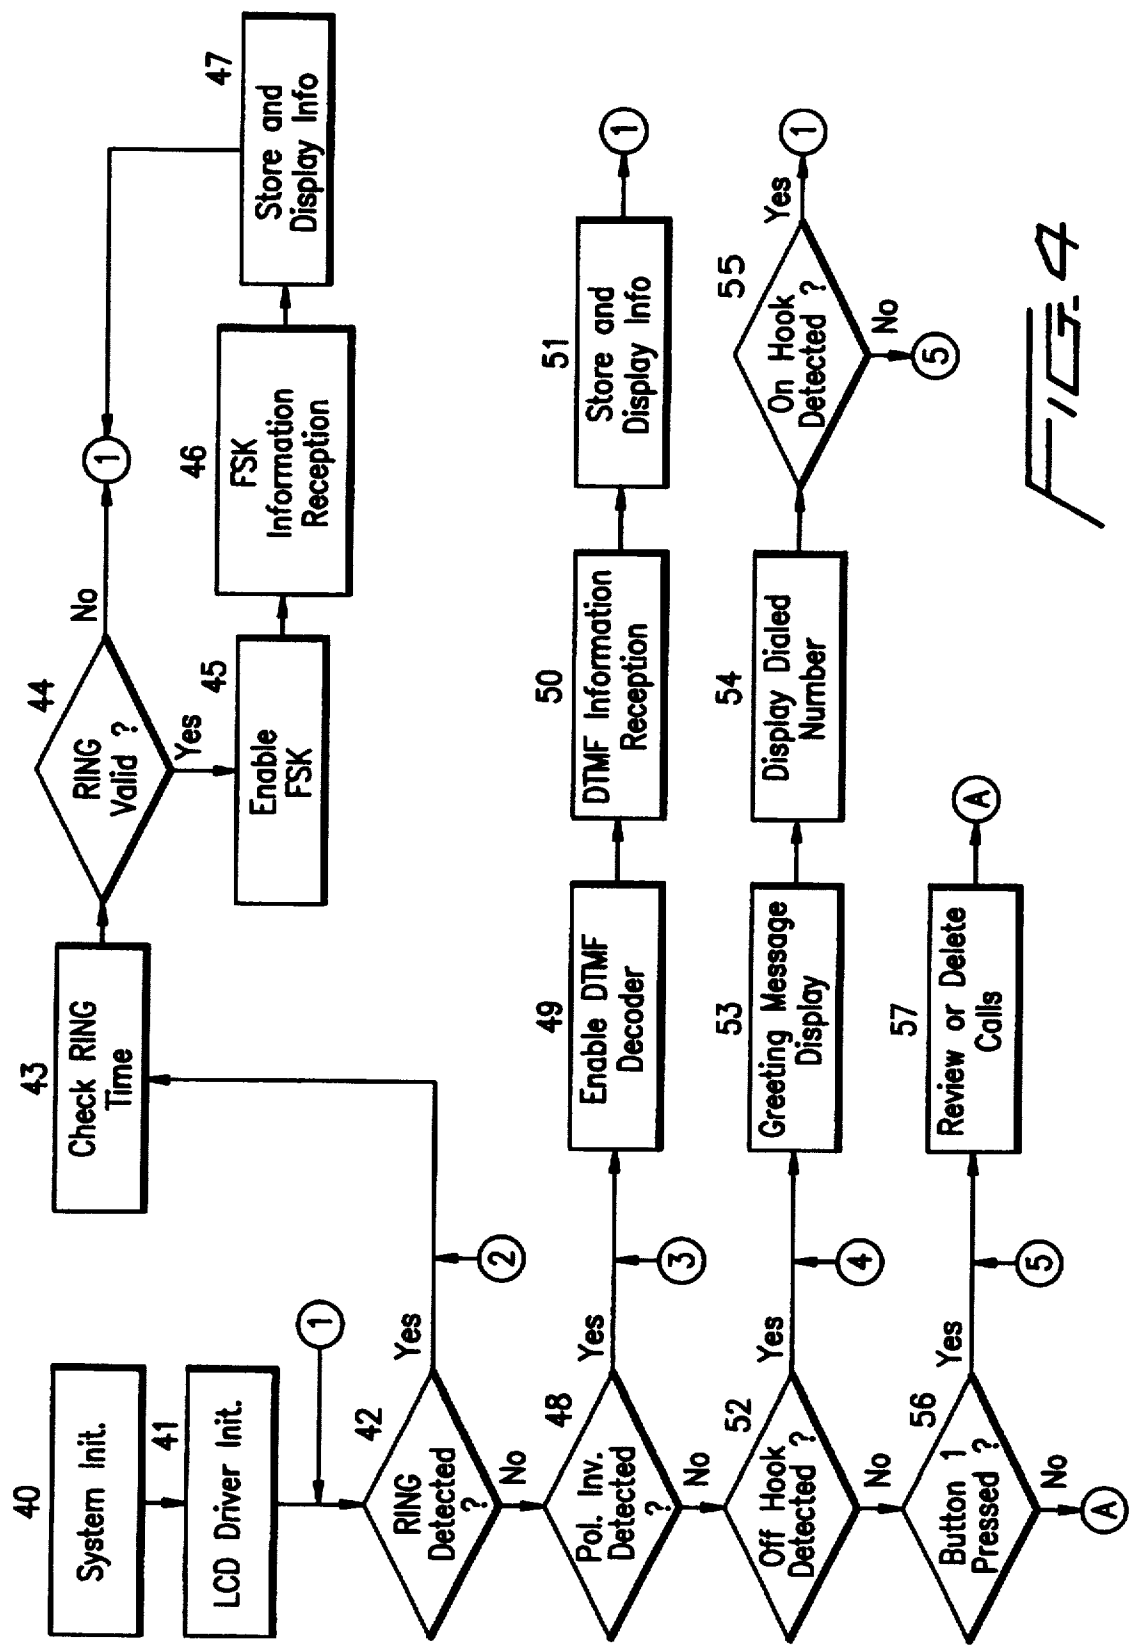 40
System Init.
41
LCD Driver Init.
1
42
RING
Detected
?
Yes
No
2
43
Check RING
Time
44
RING
Valid ?
No
Yes
1
45
Enable
FSK
46
FSK
Information
Reception
47
Store and
Display Info
48
Pol. Inv.
Detected
?
Yes
No
3
49
Enable DTMF
Decoder
50
DTMF Information
Reception
51
Store and
Display Info
1
52
Off Hook
Detected ?
Yes
No
4
53
Greeting Message
Display
54
Display Dialed
Number
55
On Hook
Detected ?
Yes
1
No
5
56
Button 1
Pressed ?
Yes
No
A
5
57
Review or Delete
Calls
A
FIG. 4